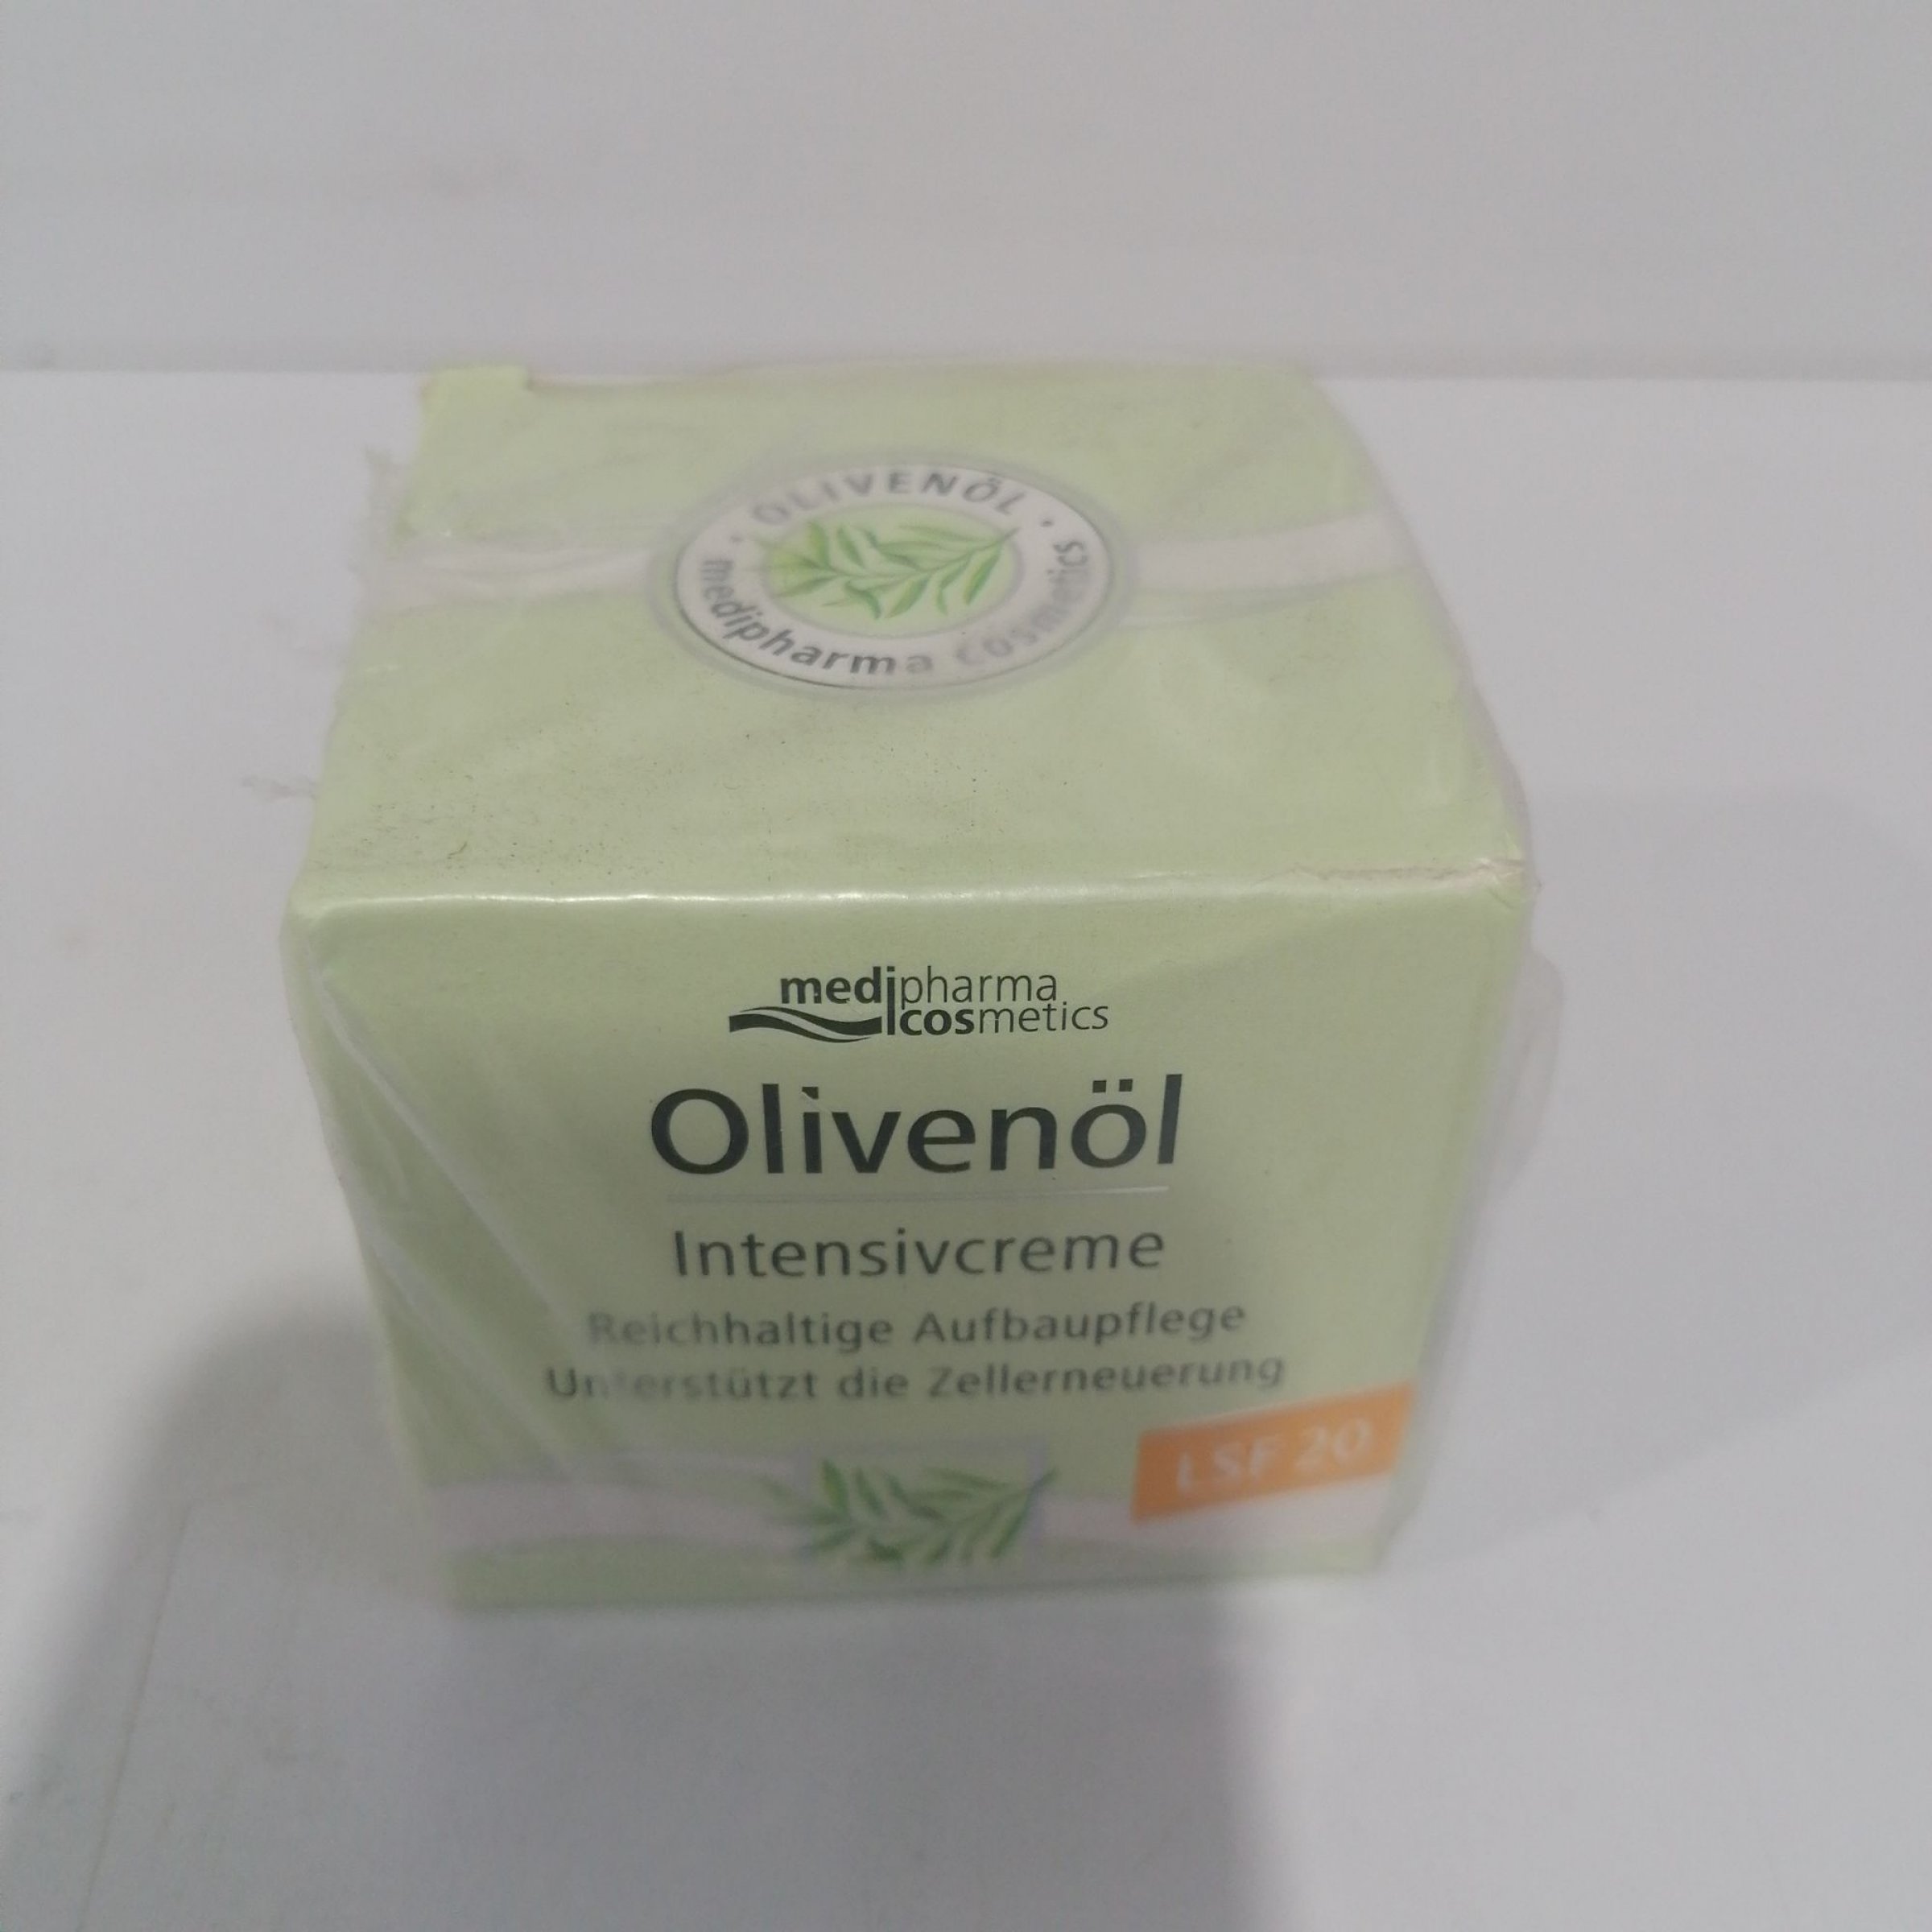 OLIVENÖL
medipharma cosmetics
medipharma
cosmetics
Olivenöl
Intensivcreme
Reichhaltige Aufbaupflege
Unterstützt die Zellerneuerung
LSF 20